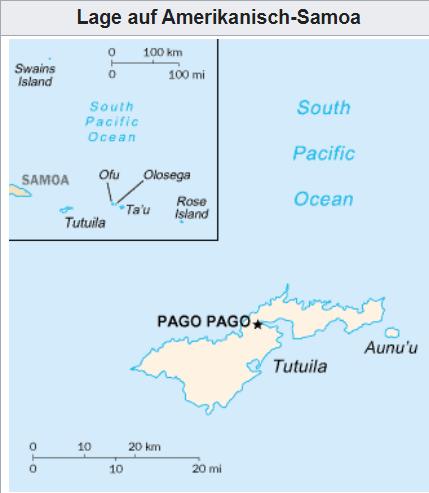 Lage auf Amerikanisch-Samoa
0 100 km
0 100 mi
Swains
Island
South
Pacific
Ocean
SAMOA
Ofu
Olosega
Ta'u
Tutuila
Rose
Island
South
Pacific
Ocean
PAGO PAGO
Tutuila
Aunu'u
0 10 20 km
0 10 20 mi